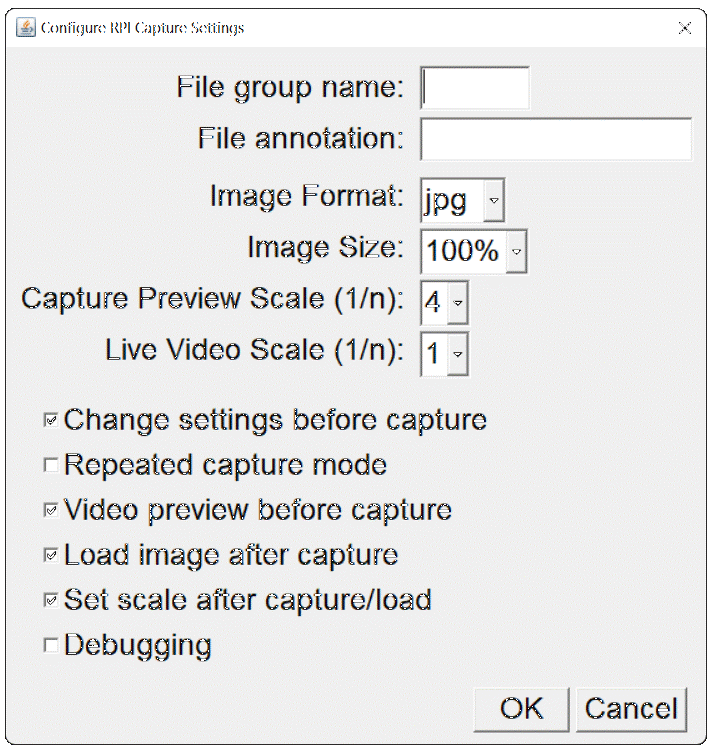 Configure RPI Capture Settings
File group name:
File annotation:
Image Format: jpg
Image Size: 100%
Capture Preview Scale (1/n): 4
Live Video Scale (1/n): 1
Change settings before capture
Repeated capture mode
Video preview before capture
Load image after capture
Set scale after capture/load
Debugging
OK Cancel